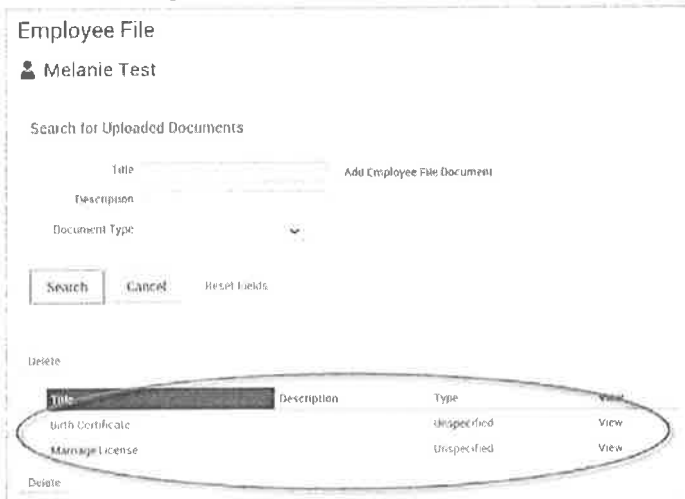 Employee File
Melanie Test
Search for Uploaded Documents
Title
Add Employee File Document
Description
Document Type
Search Cancel Reset Fields
Delete
Title Description Type View
Birth Certificate Unspecified View
Marriage License Unspecified View
Delete